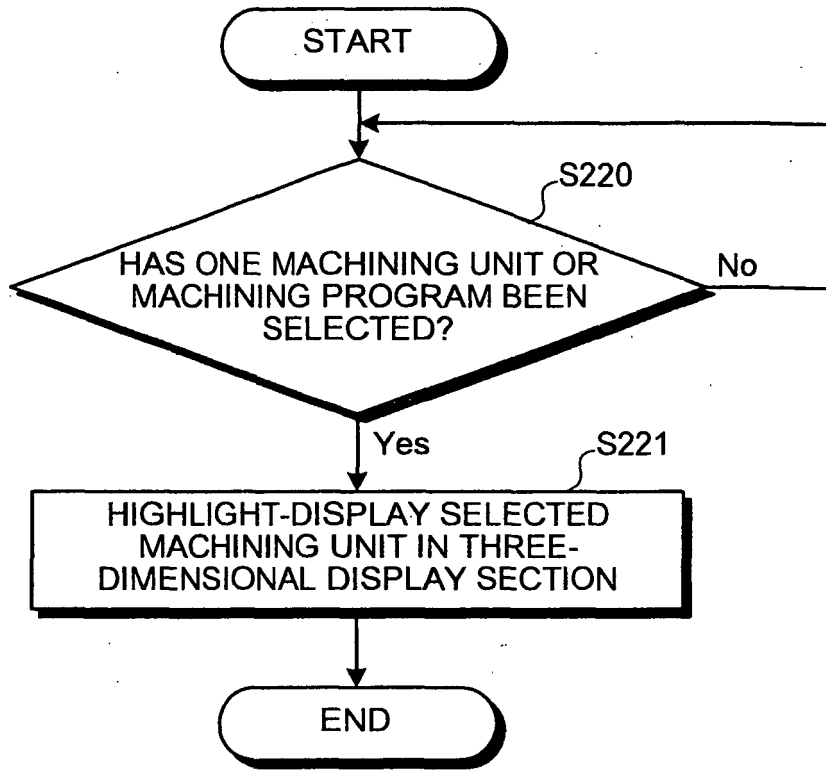 START
S220
HAS ONE MACHINING UNIT OR
MACHINING PROGRAM BEEN
SELECTED?
No
Yes
S221
HIGHLIGHT-DISPLAY SELECTED
MACHINING UNIT IN THREE-
DIMENSIONAL DISPLAY SECTION
END